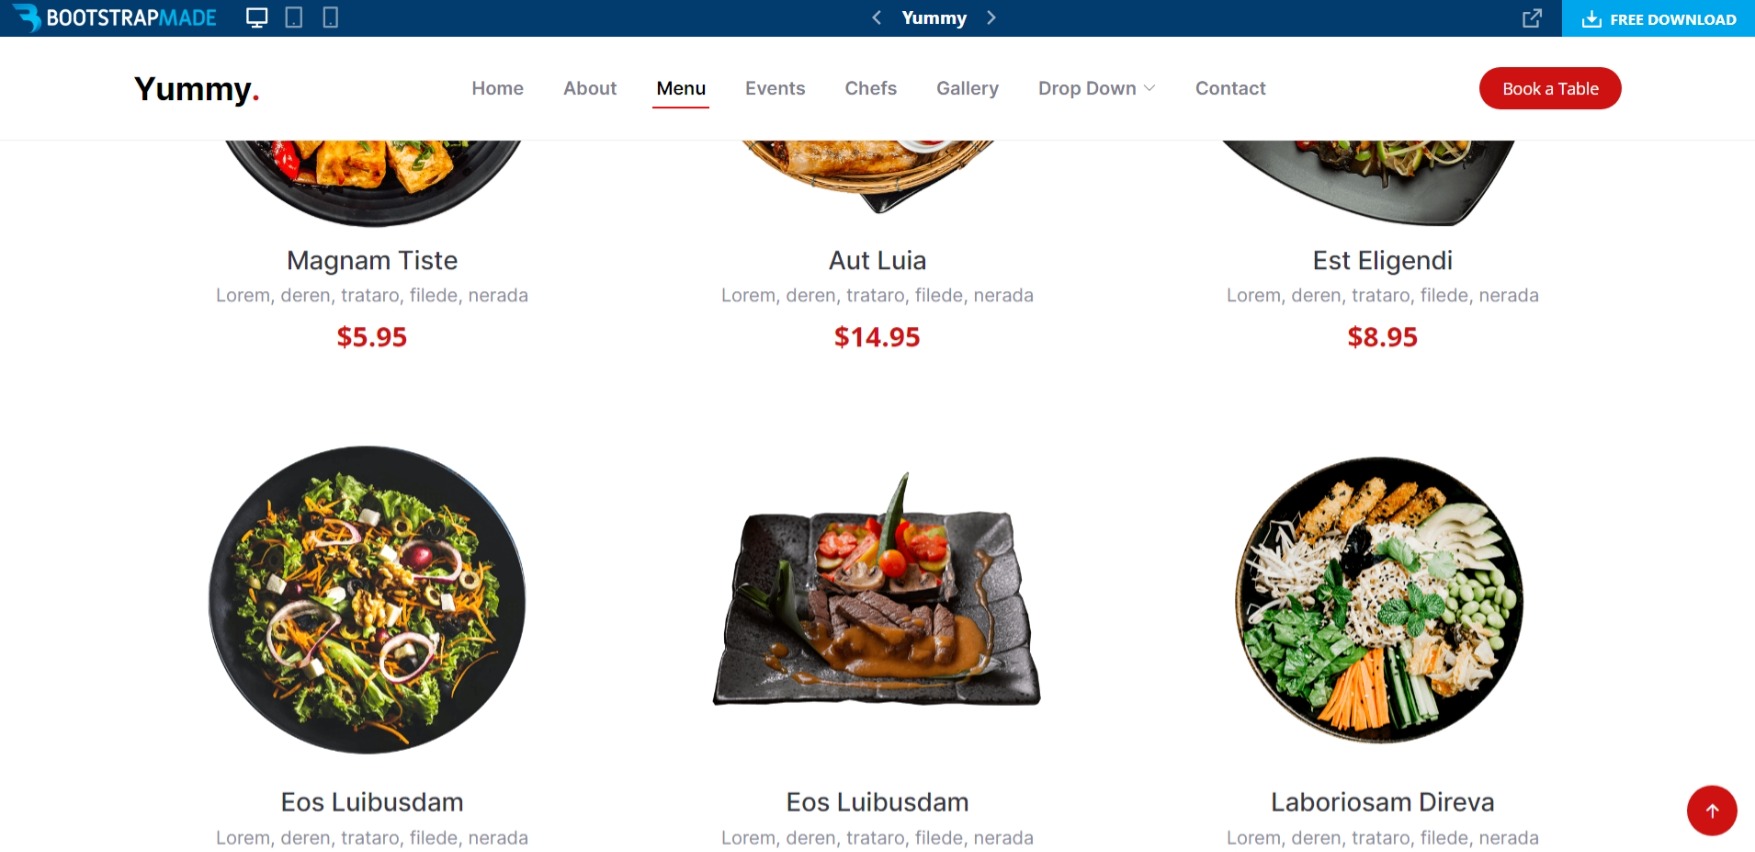 BOOTSTRAPMADE
Yummy
FREE DOWNLOAD
Yummy.
Home About Menu Events Chefs Gallery Drop Down Contact
Book a Table
Magnam Tiste
Lorem, deren, trataro, filede, nerada
$5.95
Aut Luia
Lorem, deren, trataro, filede, nerada
$14.95
Est Eligendi
Lorem, deren, trataro, filede, nerada
$8.95
Eos Luibusdam
Lorem, deren, trataro, filede, nerada
Eos Luibusdam
Lorem, deren, trataro, filede, nerada
Laboriosam Direva
Lorem, deren, trataro, filede, nerada